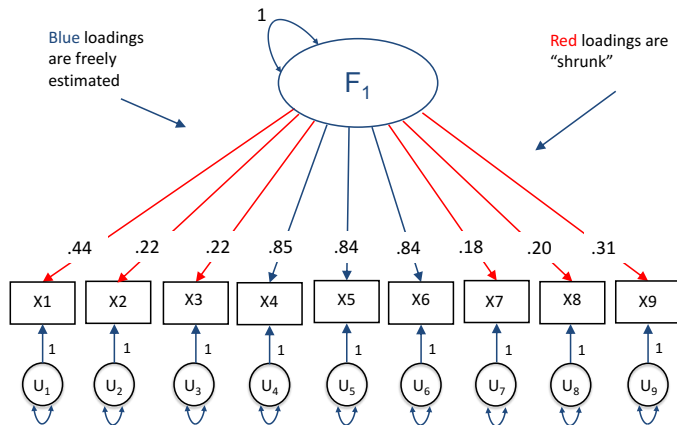 1
Blue loadings
are freely
estimated
Red loadings are
“shrunk”
F1
.44 .22 .22 .85 .84 .84 .18 .20 .31
X1 X2 X3 X4 X5 X6 X7 X8 X9
1 1 1 1 1 1 1 1 1
U1 U2 U3 U4 U5 U6 U7 U8 U9